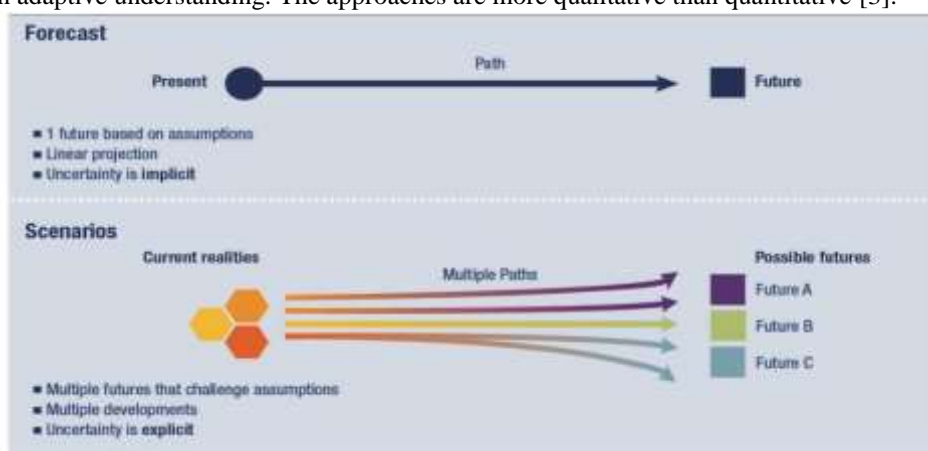 adaptive understanding. The approaches are more qualitative than quantitative [3].
Forecast
Path
Present
Future
▪ 1 future based on assumptions
▪ Linear projection
▪ Uncertainty is implicit
Scenarios
Current realities
Possible futures
Multiple Paths
Future A
Future B
Future C
▪ Multiple futures that challenge assumptions
▪ Multiple developments
▪ Uncertainty is explicit